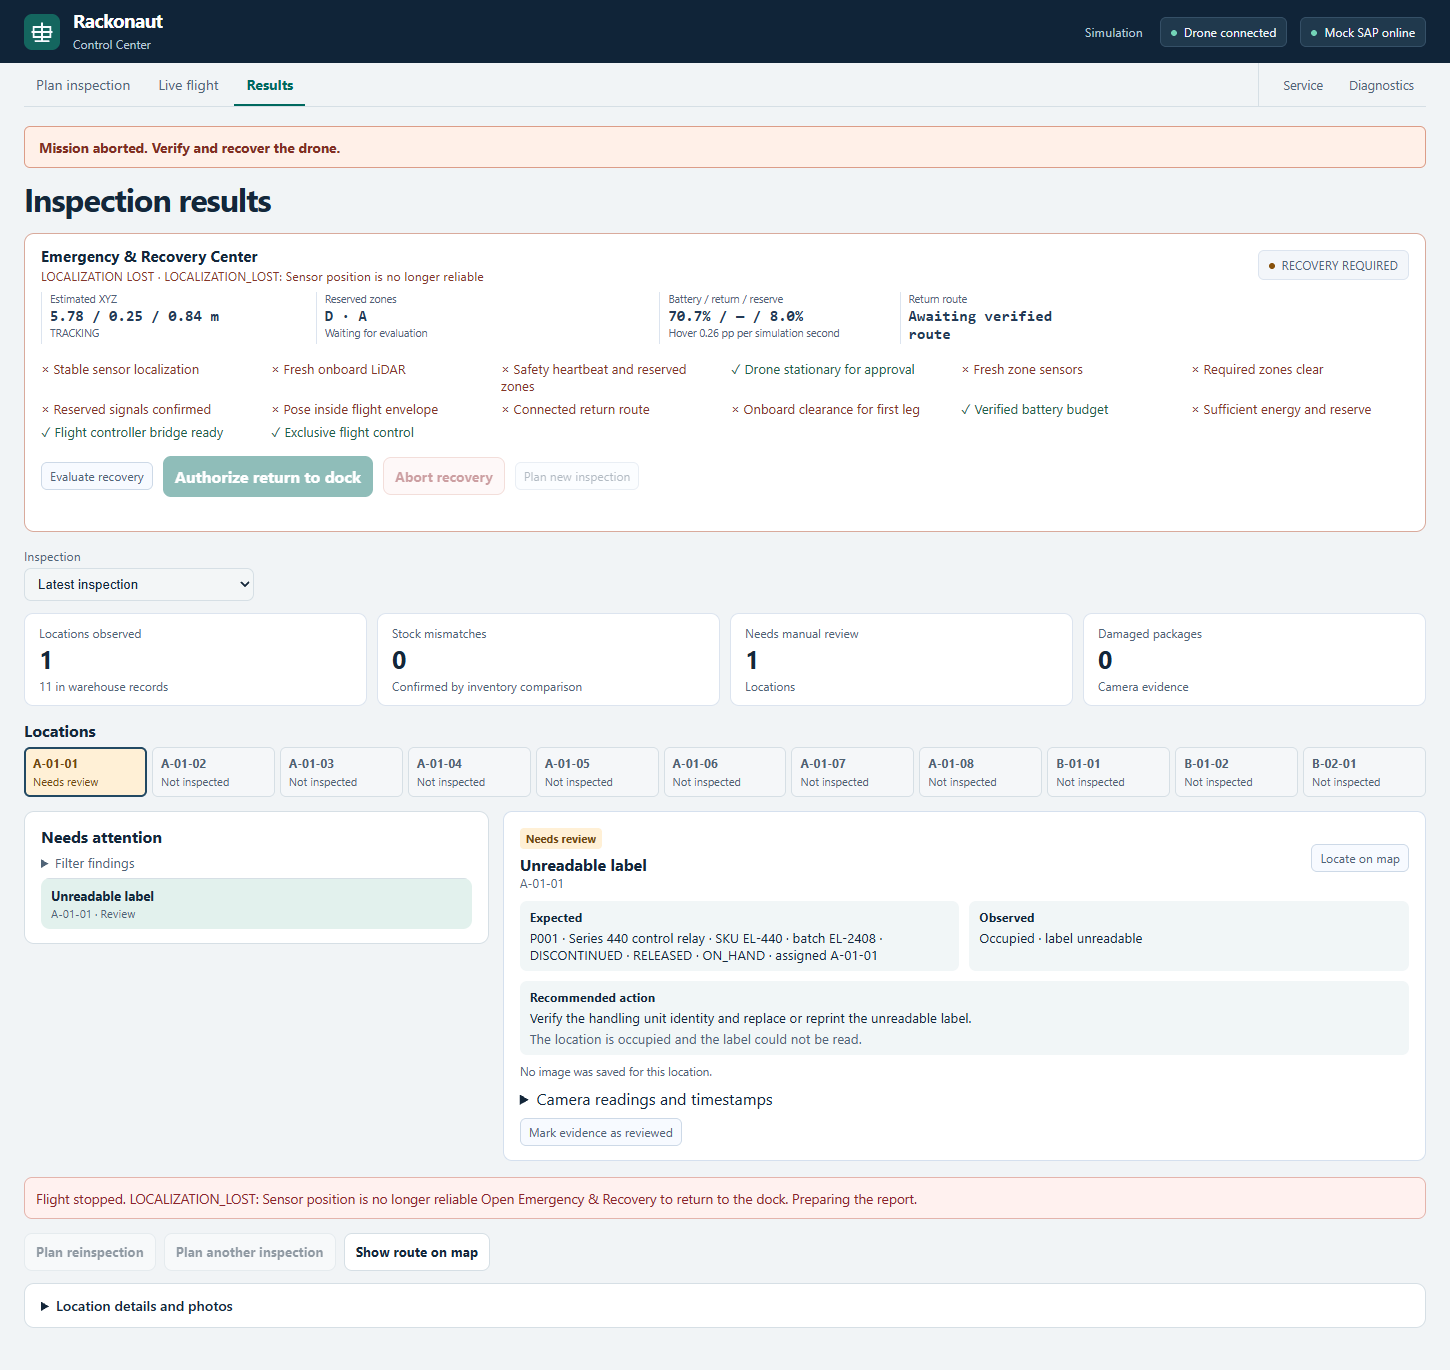 Rackonaut
Control Center
Simulation
Drone connected
Mock SAP online
Plan inspection
Live flight
Results
Service
Diagnostics
Mission aborted. Verify and recover the drone.
Inspection results
Emergency & Recovery Center
LOCALIZATION LOST · LOCALIZATION_LOST: Sensor position is no longer reliable
RECOVERY REQUIRED
Estimated XYZ
5.78 / 0.25 / 0.84 m
TRACKING
Reserved zones
D · A
Waiting for evaluation
Battery / return / reserve
70.7% / — / 8.0%
Hover 0.26 pp per simulation second
Return route
Awaiting verified
route
× Stable sensor localization
× Fresh onboard LiDAR
× Safety heartbeat and reserved
zones
✓ Drone stationary for approval
× Fresh zone sensors
× Required zones clear
× Reserved signals confirmed
× Pose inside flight envelope
× Connected return route
× Onboard clearance for first leg
✓ Verified battery budget
× Sufficient energy and reserve
✓ Flight controller bridge ready
✓ Exclusive flight control
Evaluate recovery
Authorize return to dock
Abort recovery
Plan new inspection
Inspection
Latest inspection
Locations observed
1
11 in warehouse records
Stock mismatches
0
Confirmed by inventory comparison
Needs manual review
1
Locations
Damaged packages
0
Camera evidence
Locations
A-01-01
Needs review
A-01-02
Not inspected
A-01-03
Not inspected
A-01-04
Not inspected
A-01-05
Not inspected
A-01-06
Not inspected
A-01-07
Not inspected
A-01-08
Not inspected
B-01-01
Not inspected
B-01-02
Not inspected
B-02-01
Not inspected
Needs attention
Filter findings
Unreadable label
A-01-01 · Review
Needs review
Unreadable label
A-01-01
Locate on map
Expected
P001 · Series 440 control relay · SKU EL-440 · batch EL-2408 ·
DISCONTINUED · RELEASED · ON_HAND · assigned A-01-01
Observed
Occupied · label unreadable
Recommended action
Verify the handling unit identity and replace or reprint the unreadable label.
The location is occupied and the label could not be read.
No image was saved for this location.
Camera readings and timestamps
Mark evidence as reviewed
Flight stopped. LOCALIZATION_LOST: Sensor position is no longer reliable Open Emergency & Recovery to return to the dock. Preparing the report.
Plan reinspection
Plan another inspection
Show route on map
Location details and photos